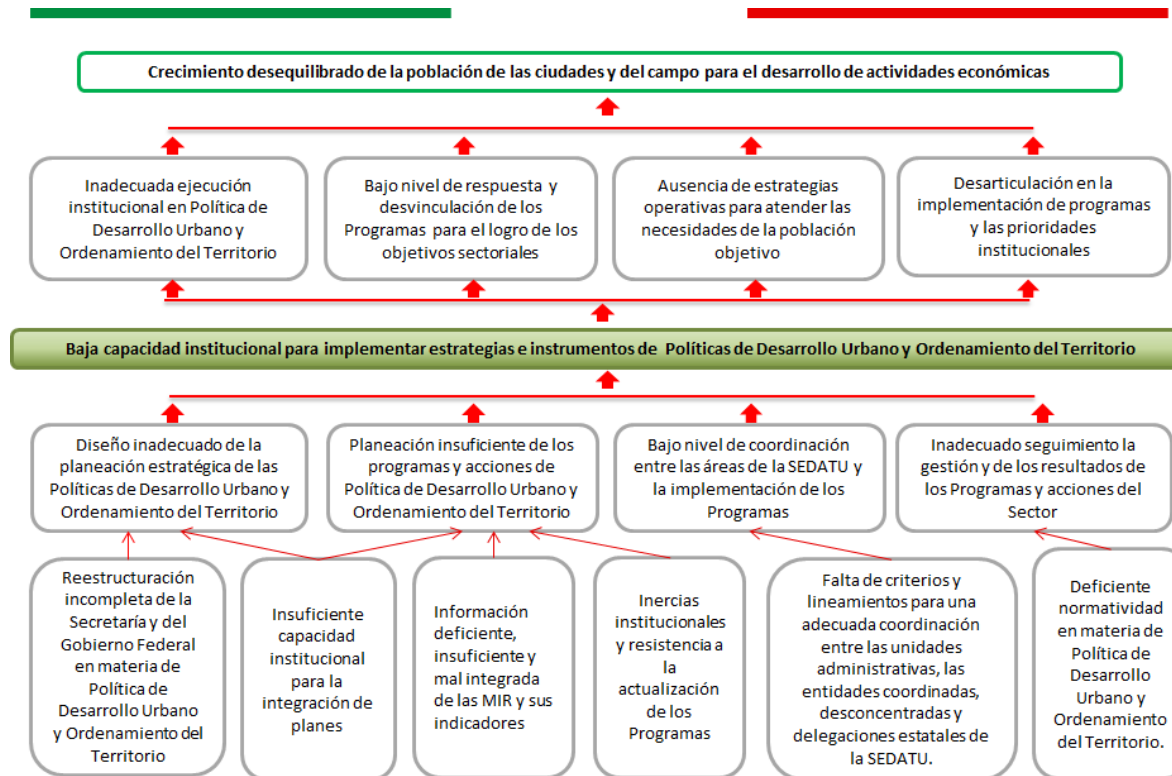 Crecimiento desequilibrado de la población de las ciudades y del campo para el desarrollo de actividades económicas
Inadecuada ejecución
institucional en Política de
Desarrollo Urbano y
Ordenamiento del Territorio
Bajo nivel de respuesta y
desvinculación de los
Programas para el logro de los
objetivos sectoriales
Ausencia de estrategias
operativas para atender las
necesidades de la población
objetivo
Desarticulación en la
implementación de programas
y las prioridades
institucionales
Baja capacidad institucional para implementar estrategias e instrumentos de Políticas de Desarrollo Urbano y Ordenamiento del Territorio
Diseño inadecuado de la
planeación estratégica de las
Políticas de Desarrollo Urbano y
Ordenamiento del Territorio
Planeación insuficiente de los
programas y acciones de
Política de Desarrollo Urbano y
Ordenamiento del Territorio
Bajo nivel de coordinación
entre las áreas de la SEDATU y
la implementación de los
Programas
Inadecuado seguimiento la
gestión y de los resultados de
los Programas y acciones del
Sector
Reestructuración
incompleta de la
Secretaría y del
Gobierno Federal
en materia de
Política de
Desarrollo Urbano
y Ordenamiento del
Territorio
Insuficiente
capacidad
institucional
para la
integración de
planes
Información
deficiente,
insuficiente y
mal integrada
de las MIR y sus
indicadores
Inercias
institucionales
y resistencia a
la
actualización
de los
Programas
Falta de criterios y
lineamientos para una
adecuada coordinación
entre las unidades
administrativas, las
entidades coordinadas,
desconcentradas y
delegaciones estatales de
la SEDATU.
Deficiente
normatividad
en materia de
Política de
Desarrollo
Urbano y
Ordenamiento
del Territorio.